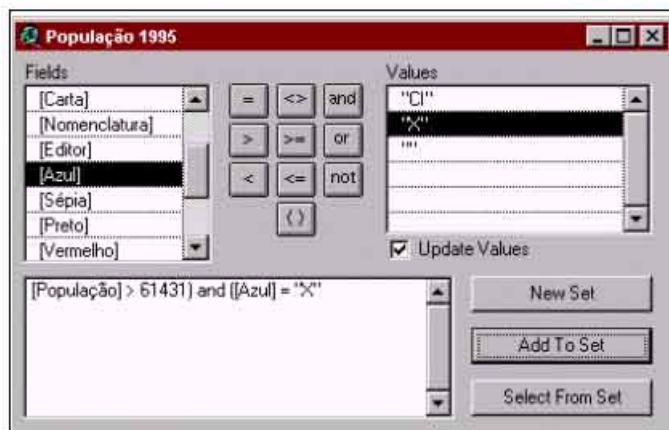 População 1995
Fields
Values
[Carta]
[Nomenclatura]
[Editor]
[Azul]
[Sépia]
[Preto]
[Vermelho]
= <> and
> >= or
< <= not
()
"CI"
"X"
""
Update Values
[População] > 61431) and ([Azul] = "X"
New Set
Add To Set
Select From Set